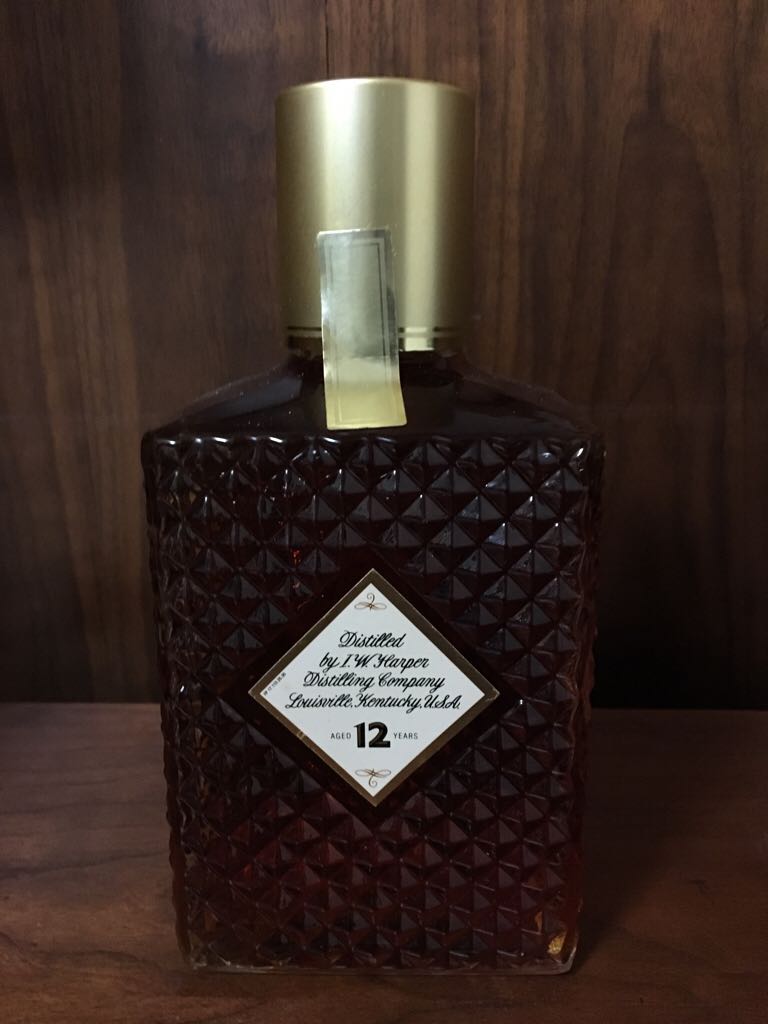 Distilled
by I.W. Harper
Distilling Company
Louisville, Kentucky, U.S.A.
AGED 12 YEARS